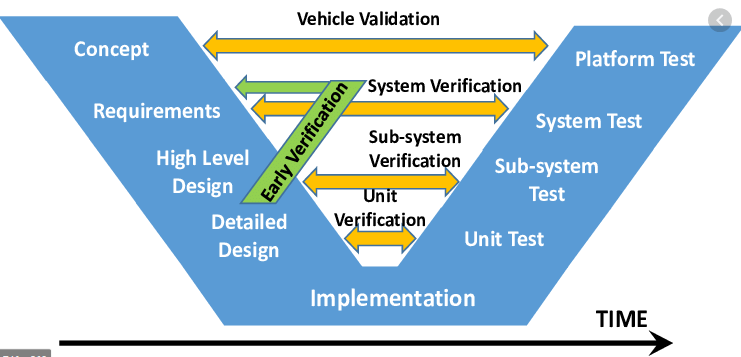 Vehicle Validation
Concept
Platform Test
System Verification
Requirements
Early Verification
System Test
Sub-system
Verification
High Level
Design
Sub-system
Test
Unit
Verification
Detailed
Design
Unit Test
Implementation
TIME